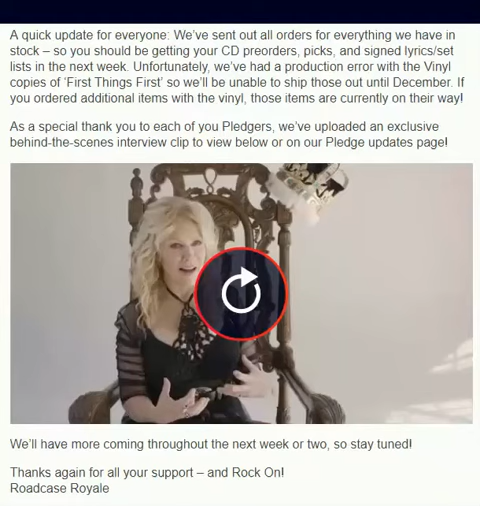 A quick update for everyone: We've sent out all orders for everything we have in
stock – so you should be getting your CD preorders, picks, and signed lyrics/set
lists in the next week. Unfortunately, we've had a production error with the Vinyl
copies of 'First Things First' so we'll be unable to ship those out until December. If
you ordered additional items with the vinyl, those items are currently on their way!
As a special thank you to each of you Pledgers, we've uploaded an exclusive
behind-the-scenes interview clip to view below or on our Pledge updates page!
We'll have more coming throughout the next week or two, so stay tuned!
Thanks again for all your support – and Rock On!
Roadcase Royale